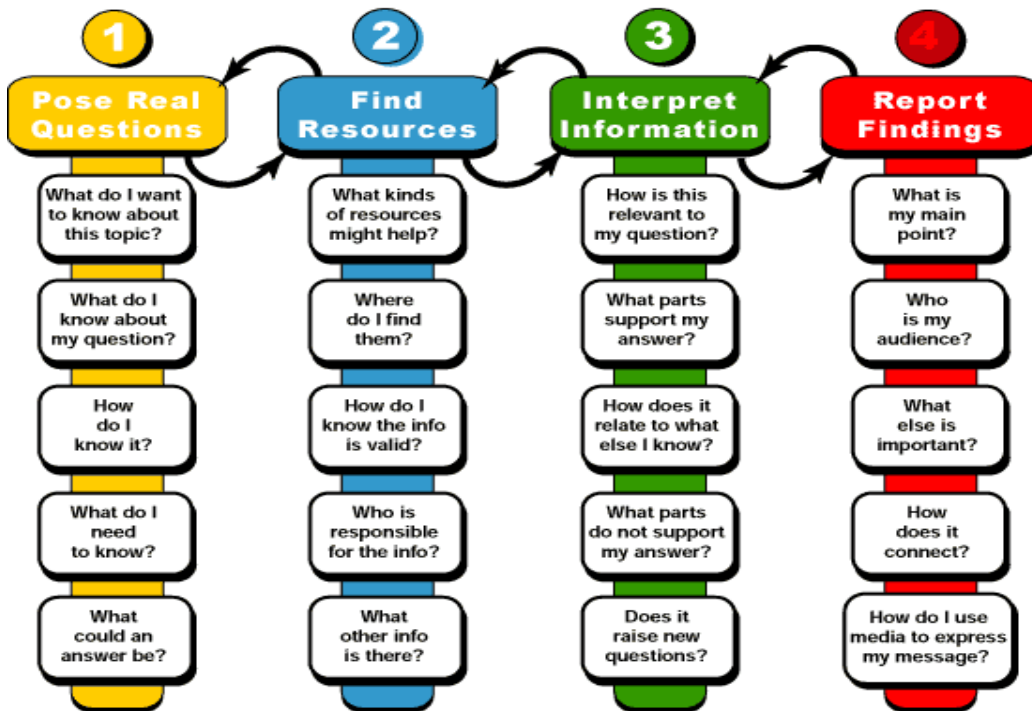 1
Pose Real
Questions
What do I want
to know about
this topic?
What do I
know about
my question?
How
do I
know it?
What do I
need
to know?
What
could an
answer be?
2
Find
Resources
What kinds
of resources
might help?
Where
do I find
them?
How do I
know the info
is valid?
Who is
responsible
for the info?
What
other info
is there?
3
Interpret
Information
How is this
relevant to
my question?
What parts
support my
answer?
How does it
relate to what
else I know?
What parts
do not support
my answer?
Does it
raise new
questions?
4
Report
Findings
What is
my main
point?
Who
is my
audience?
What
else is
important?
How
does it
connect?
How do I use
media to express
my message?